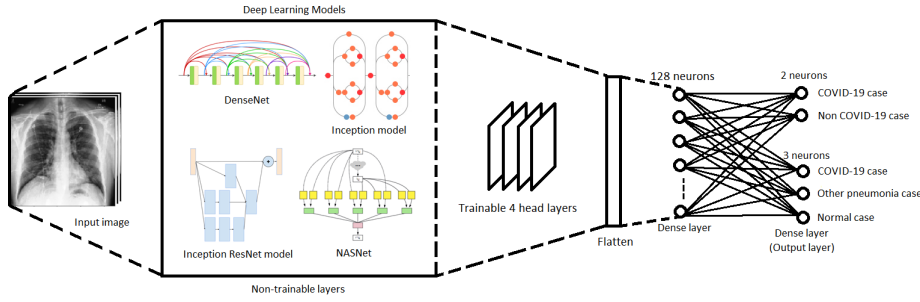 Deep Learning Models
DenseNet
Inception model
Inception ResNet model
NASNet
Non-trainable layers
Input image
Trainable 4 head layers
Flatten
128 neurons
Dense layer
2 neurons
COVID-19 case
Non COVID-19 case
3 neurons
COVID-19 case
Other pneumonia case
Normal case
Dense layer
(Output layer)